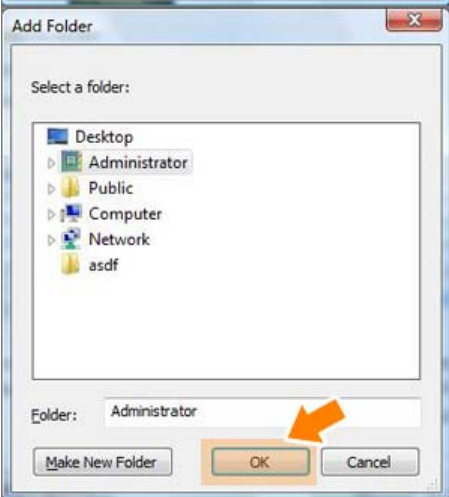 Add Folder
Select a folder:
Desktop
Administrator
Public
Computer
Network
asdf
Folder: Administrator
Make New Folder OK Cancel